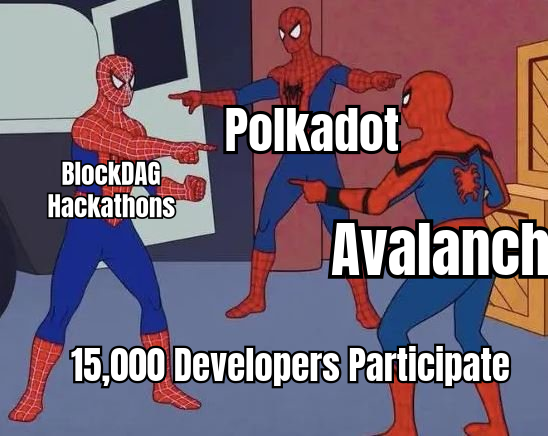 Polkadot
BlockDAG
Hackathons
Avalanch
15,000 Developers Participate